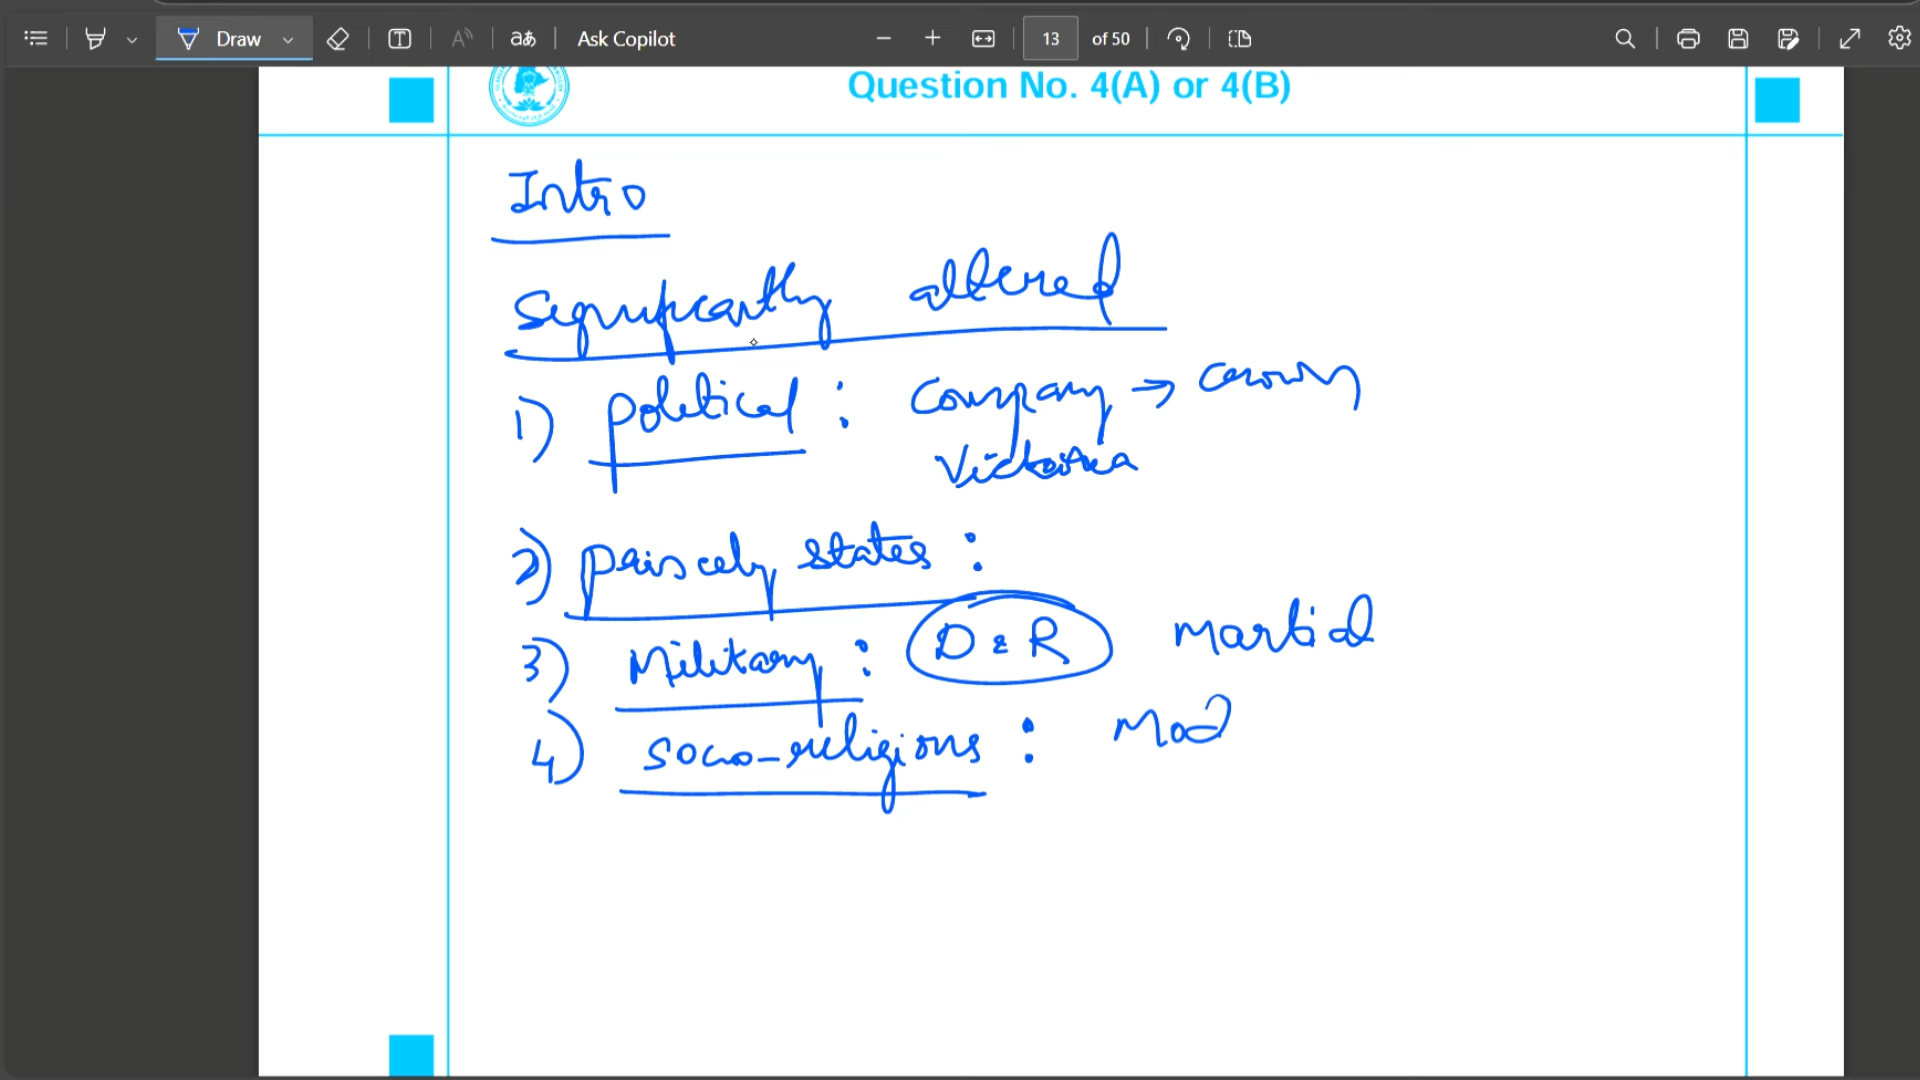 Draw
Ask Copilot
13 of 50
Question No. 4(A) or 4(B)
Intro
Significantly altered
1) political : Company → crown
Victoria
2) princely states :
3) Military : D & R Martial
4) socio-religions : Mod